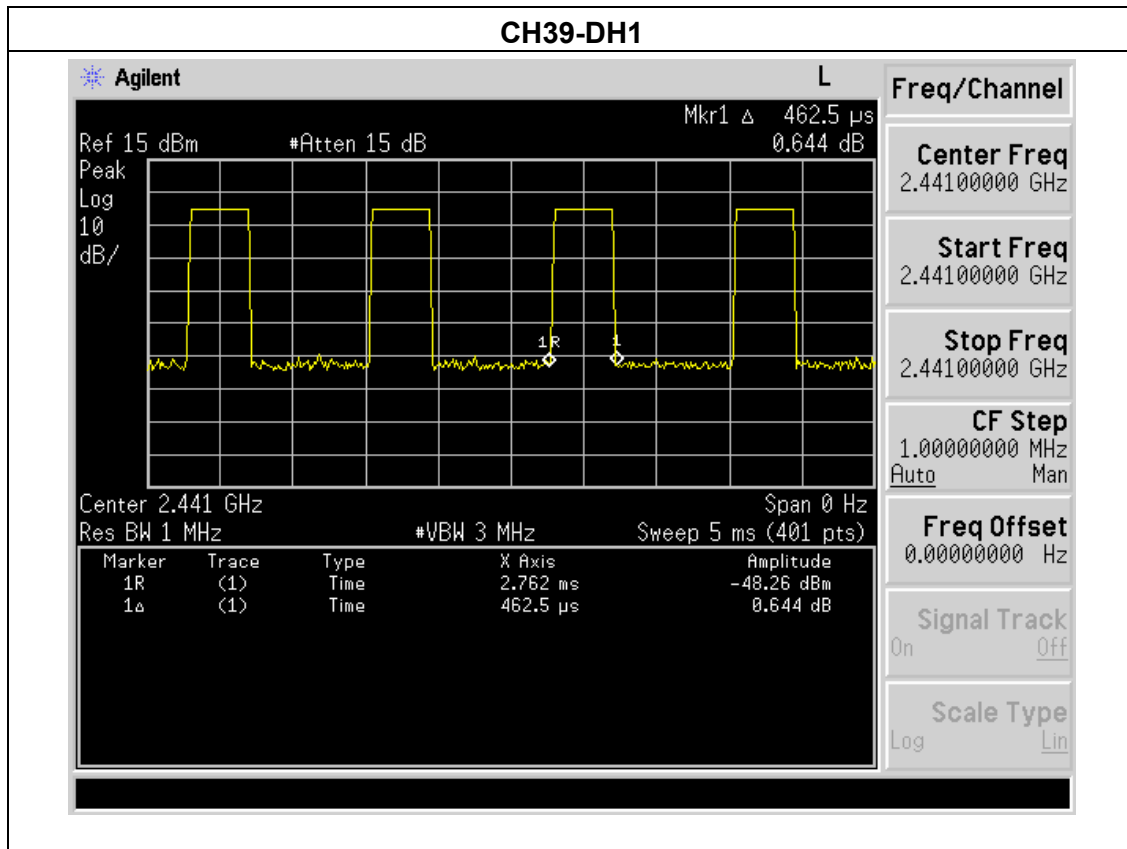 CH39-DH1
Agilent
L
Mkr1 Δ 462.5 µs
Ref 15 dBm #Atten 15 dB 0.644 dB
Peak
Log
10
dB/
1R
1
Center 2.441 GHz Span 0 Hz
Res BW 1 MHz #VBW 3 MHz Sweep 5 ms (401 pts)
Marker Trace Type X Axis Amplitude
1R (1) Time 2.762 ms -48.26 dBm
1Δ (1) Time 462.5 µs 0.644 dB
Freq/Channel
Center Freq
2.44100000 GHz
Start Freq
2.44100000 GHz
Stop Freq
2.44100000 GHz
CF Step
1.00000000 MHz
Auto Man
Freq Offset
0.00000000 Hz
Signal Track
On Off
Scale Type
Log Lin